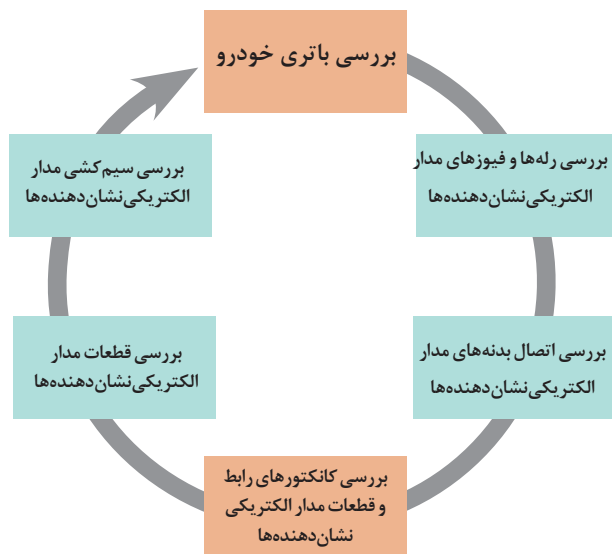 بررسی باتری خودرو
بررسی رله‌ها و فیوزهای مدار
الکتریکی نشان‌دهنده‌ها
بررسی اتصال بدنه‌های مدار
الکتریکی نشان‌دهنده‌ها
بررسی کانکتورهای رابط
و قطعات مدار الکتریکی
نشان‌دهنده‌ها
بررسی قطعات مدار
الکتریکی نشان‌دهنده‌ها
بررسی سیم‌کشی مدار
الکتریکی نشان‌دهنده‌ها